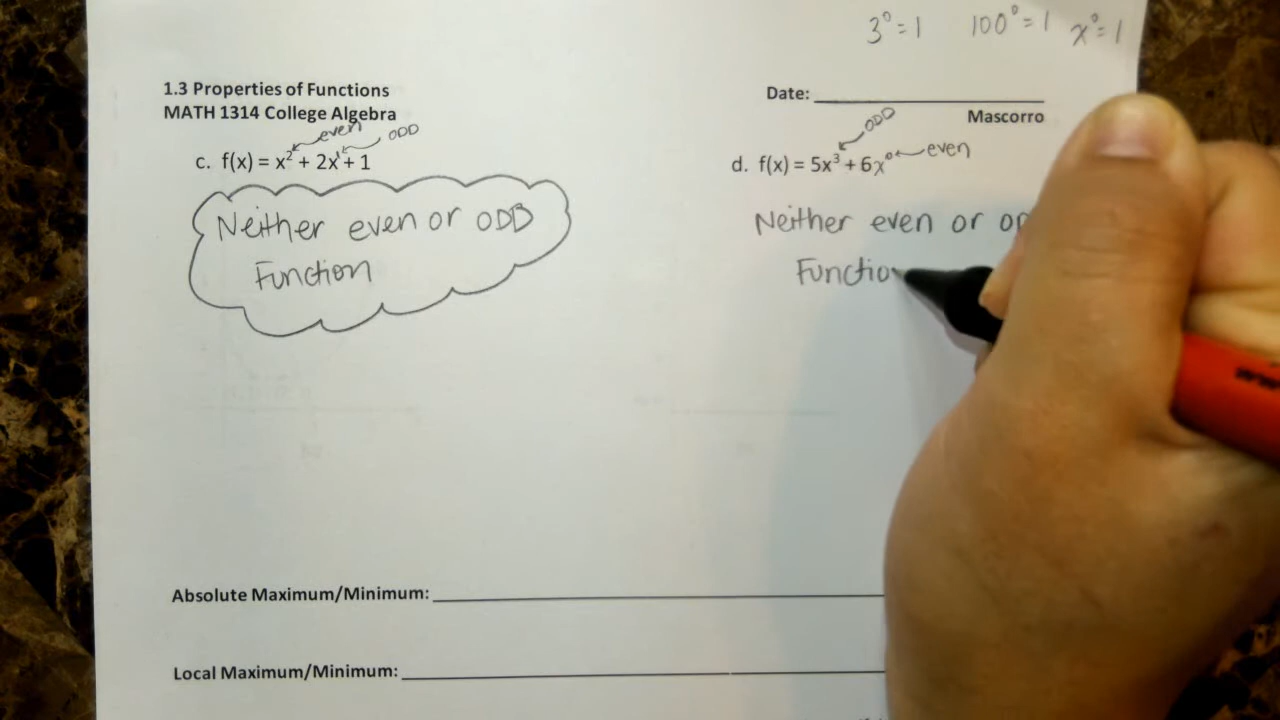 3⁰=1 100⁰=1 x⁰=1
1.3 Properties of Functions
MATH 1314 College Algebra
Date:
Mascorro
even ODD
c. f(x) = x² + 2x¹ + 1
Neither even or ODD
Function
ODD
d. f(x) = 5x³ + 6x⁰ even
Neither even or
Functio
Absolute Maximum/Minimum:
Local Maximum/Minimum: